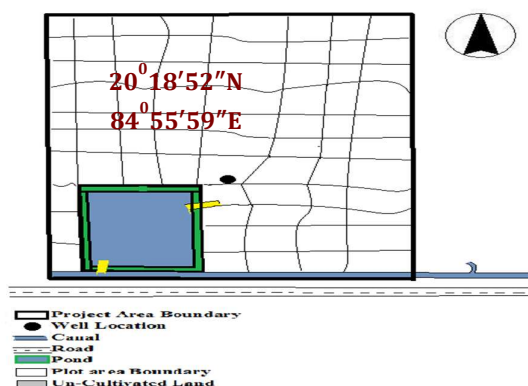 20⁰18′52″N
84⁰55′59″E
Project Area Boundary
Well Location
Canal
Road
Pond
Plot area Boundary
Un-Cultivated Land